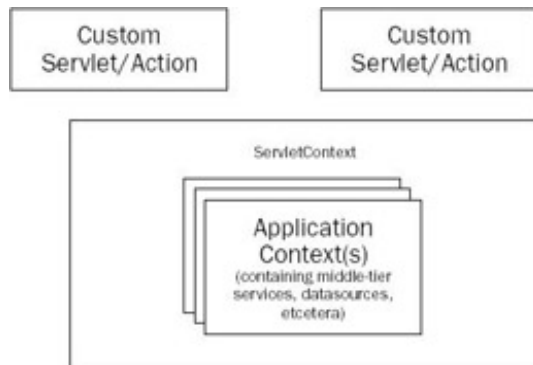 Custom
Servlet/Action
Custom
Servlet/Action
ServletContext
Application
Context(s)
(containing middle-tier
services, datasources,
etcetera)